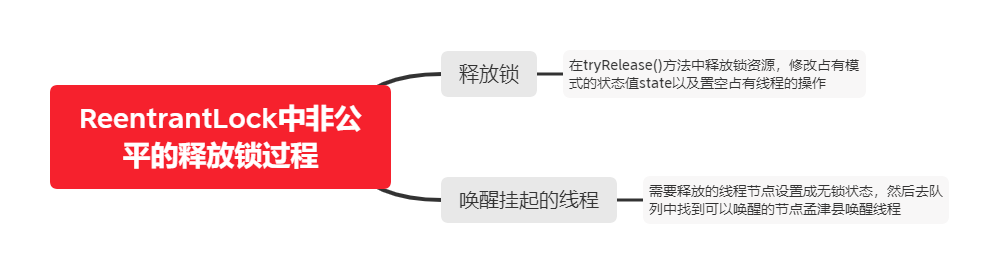 ReentrantLock中非公
平的释放锁过程
释放锁
在tryRelease()方法中释放锁资源，修改占有模
式的状态值state以及置空占有线程的操作
唤醒挂起的线程
需要释放的线程节点设置成无锁状态，然后去队
列中找到可以唤醒的节点孟津县唤醒线程